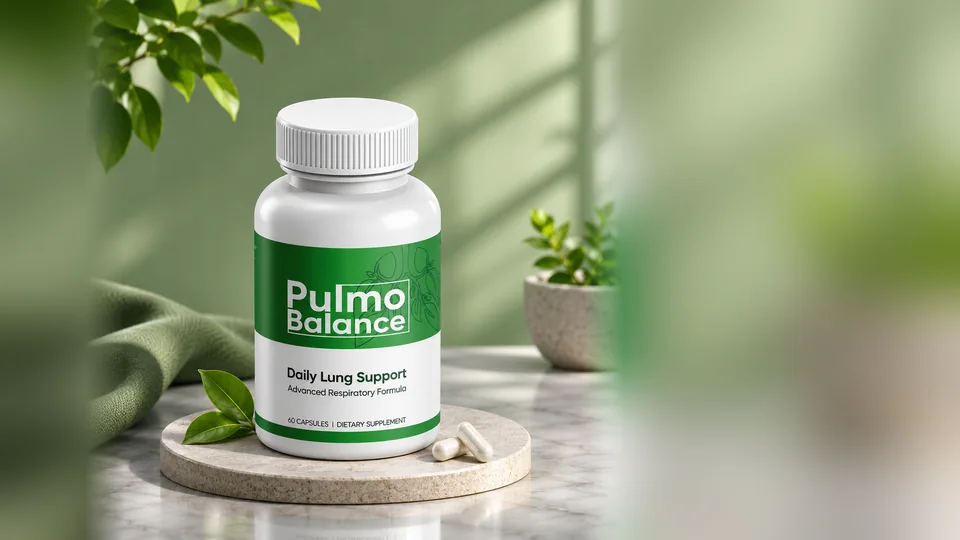 Pulmo
Balance
Daily Lung Support
Advanced Respiratory Formula
60 CAPSULES | DIETARY SUPPLEMENT